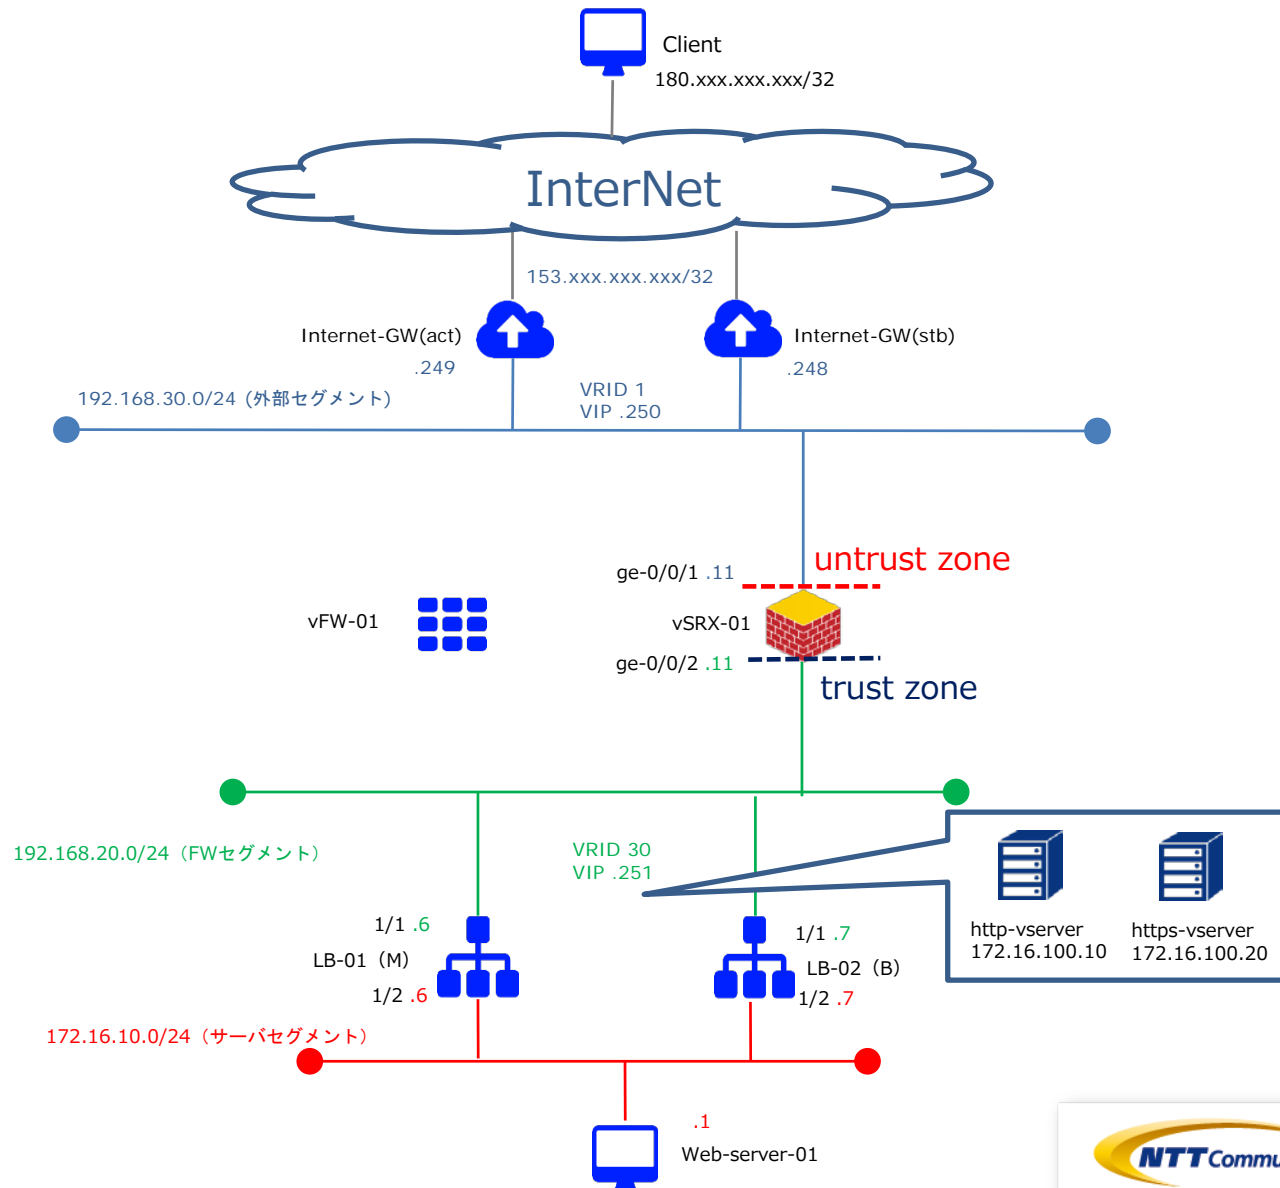 Client
180.xxx.xxx.xxx/32
InterNet
153.xxx.xxx.xxx/32
Internet-GW(act)
.249
Internet-GW(stb)
.248
192.168.30.0/24 (外部セグメント)
VRID 1
VIP .250
untrust zone
ge-0/0/1 .11
vFW-01
vSRX-01
ge-0/0/2 .11
trust zone
192.168.20.0/24（FWセグメント）
VRID 30
VIP .251
http-vserver
172.16.100.10
https-vserver
172.16.100.20
1/1 .6
LB-01（M）
1/2 .6
1/1 .7
LB-02（B）
1/2 .7
172.16.10.0/24（サーバセグメント）
.1
Web-server-01
NTT Commu